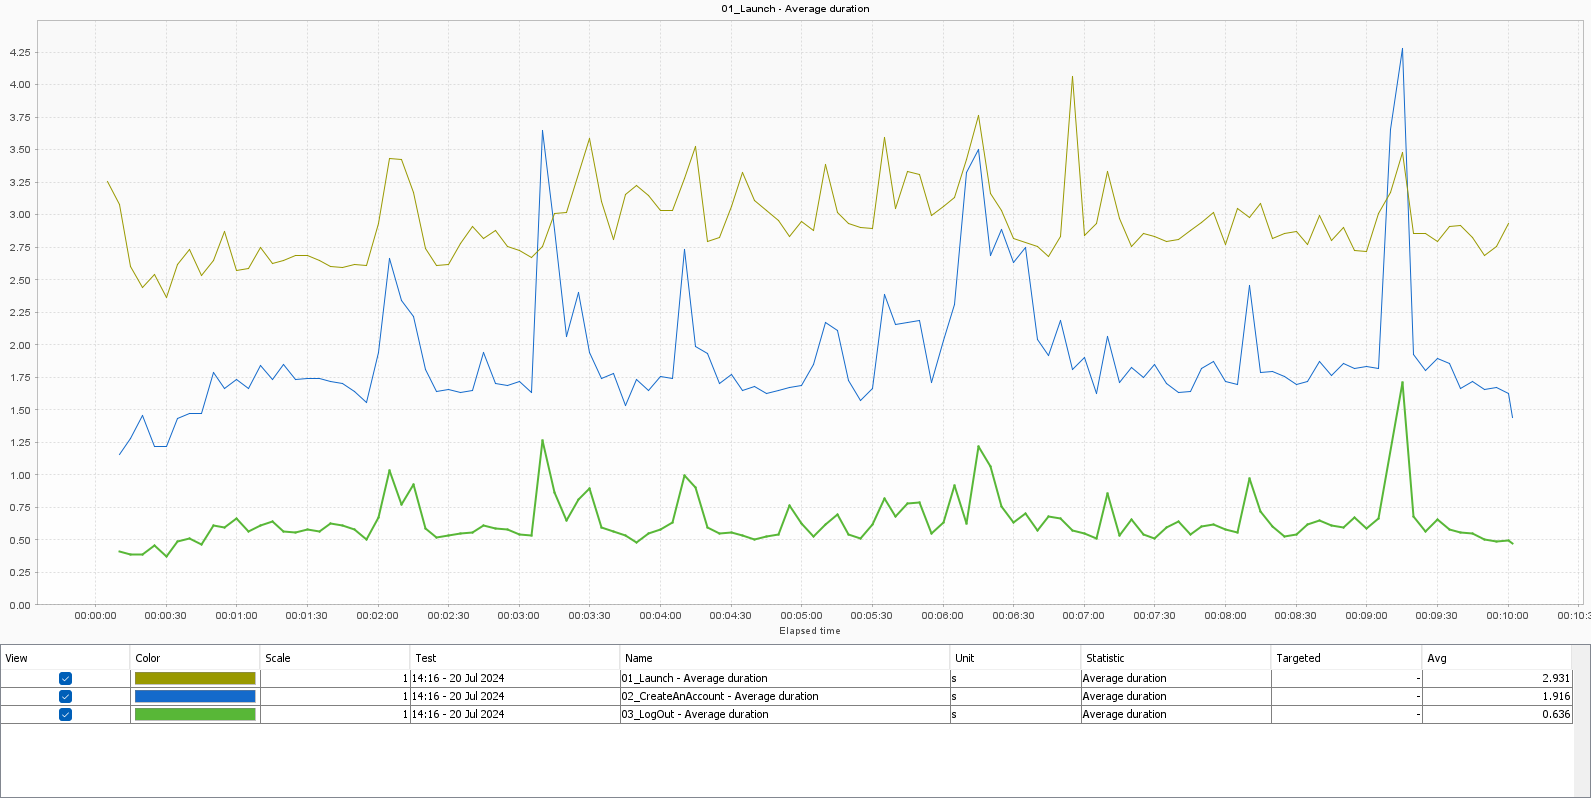 01_Launch - Average duration
4.25
4.00
3.75
3.50
3.25
3.00
2.75
2.50
2.25
2.00
1.75
1.50
1.25
1.00
0.75
0.50
0.25
0.00
00:00:00 00:00:30 00:01:00 00:01:30 00:02:00 00:02:30 00:03:00 00:03:30 00:04:00 00:04:30 00:05:00 00:05:30 00:06:00 00:06:30 00:07:00 00:07:30 00:08:00 00:08:30 00:09:00 00:09:30 00:10:00 00:10:3
Elapsed time
View Color Scale Test Name Unit Statistic Targeted Avg
1 14:16 - 20 Jul 2024 01_Launch - Average duration s Average duration - 2.931
1 14:16 - 20 Jul 2024 02_CreateAnAccount - Average duration s Average duration - 1.916
1 14:16 - 20 Jul 2024 03_LogOut - Average duration s Average duration - 0.636